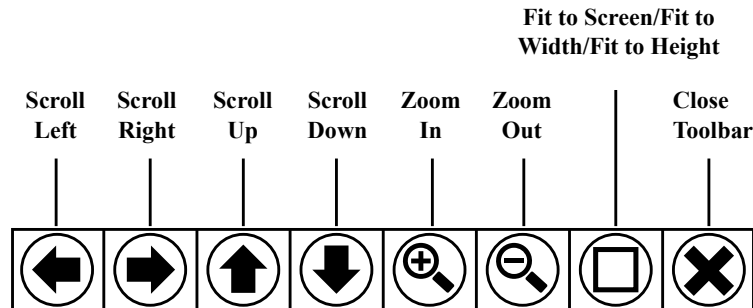 Fit to Screen/Fit to
Width/Fit to Height
Scroll
Left
Scroll
Right
Scroll
Up
Scroll
Down
Zoom
In
Zoom
Out
Close
Toolbar